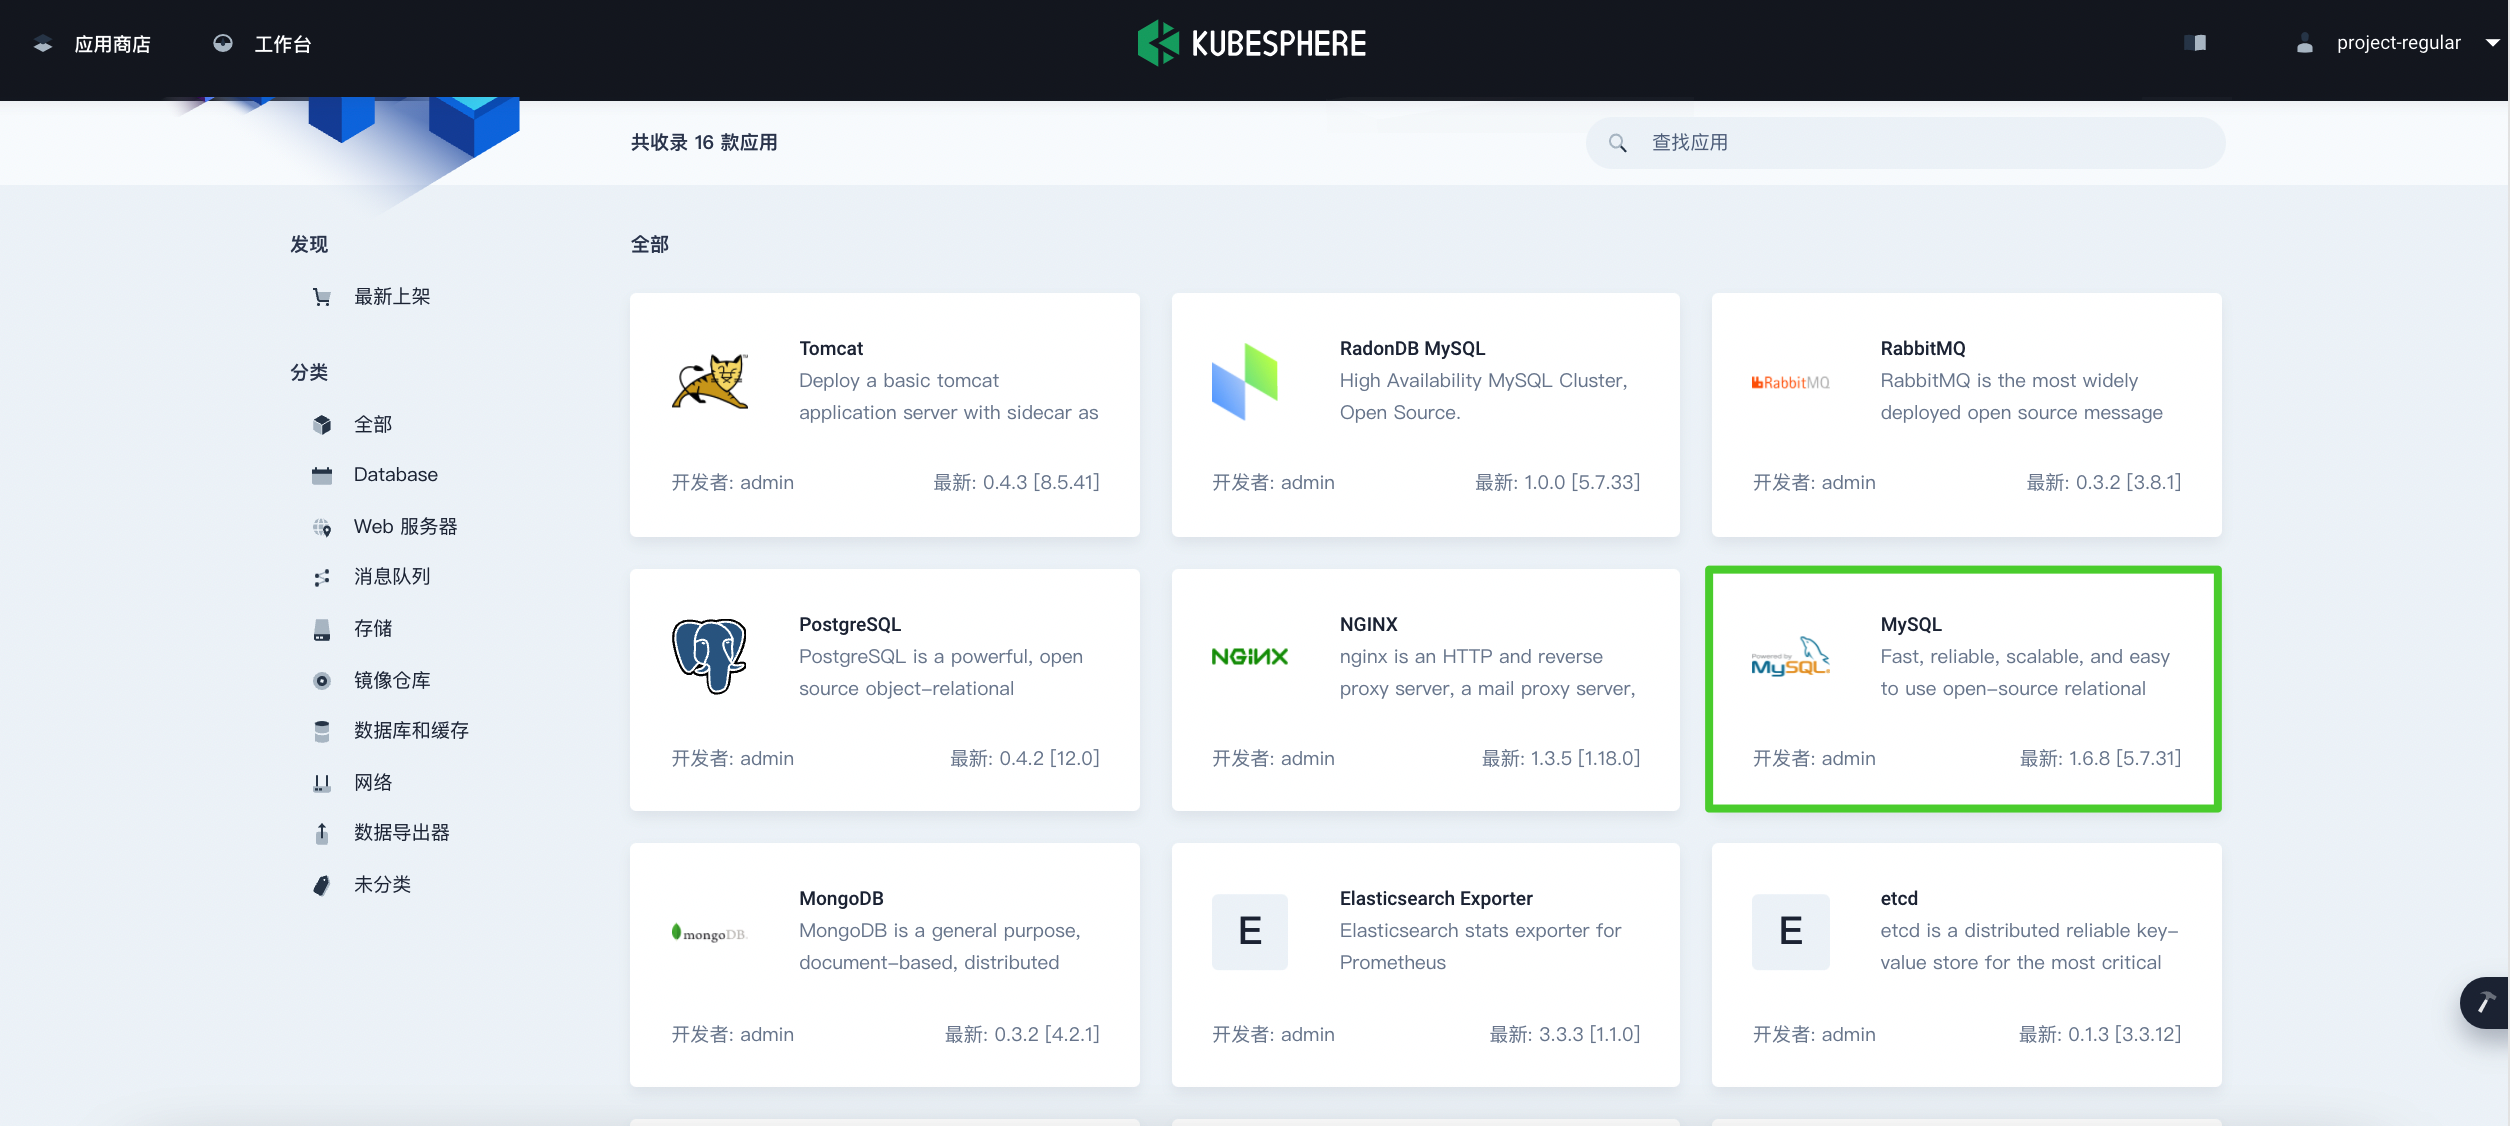 应用商店
工作台
KUBESPHERE
project-regular
共收录 16 款应用
查找应用
发现
最新上架
分类
全部
Database
Web 服务器
消息队列
存储
镜像仓库
数据库和缓存
网络
数据导出器
未分类
全部
Tomcat
Deploy a basic tomcat
application server with sidecar as
开发者: admin
最新: 0.4.3 [8.5.41]
RadonDB MySQL
High Availability MySQL Cluster,
Open Source.
开发者: admin
最新: 1.0.0 [5.7.33]
RabbitMQ
RabbitMQ
RabbitMQ is the most widely
deployed open source message
开发者: admin
最新: 0.3.2 [3.8.1]
PostgreSQL
PostgreSQL is a powerful, open
source object-relational
开发者: admin
最新: 0.4.2 [12.0]
NGINX
NGINX
nginx is an HTTP and reverse
proxy server, a mail proxy server,
开发者: admin
最新: 1.3.5 [1.18.0]
Powered by
MySQL
MySQL
Fast, reliable, scalable, and easy
to use open-source relational
开发者: admin
最新: 1.6.8 [5.7.31]
mongoDB
MongoDB
MongoDB is a general purpose,
document-based, distributed
开发者: admin
最新: 0.3.2 [4.2.1]
E
Elasticsearch Exporter
Elasticsearch stats exporter for
Prometheus
开发者: admin
最新: 3.3.3 [1.1.0]
E
etcd
etcd is a distributed reliable key-
value store for the most critical
开发者: admin
最新: 0.1.3 [3.3.12]